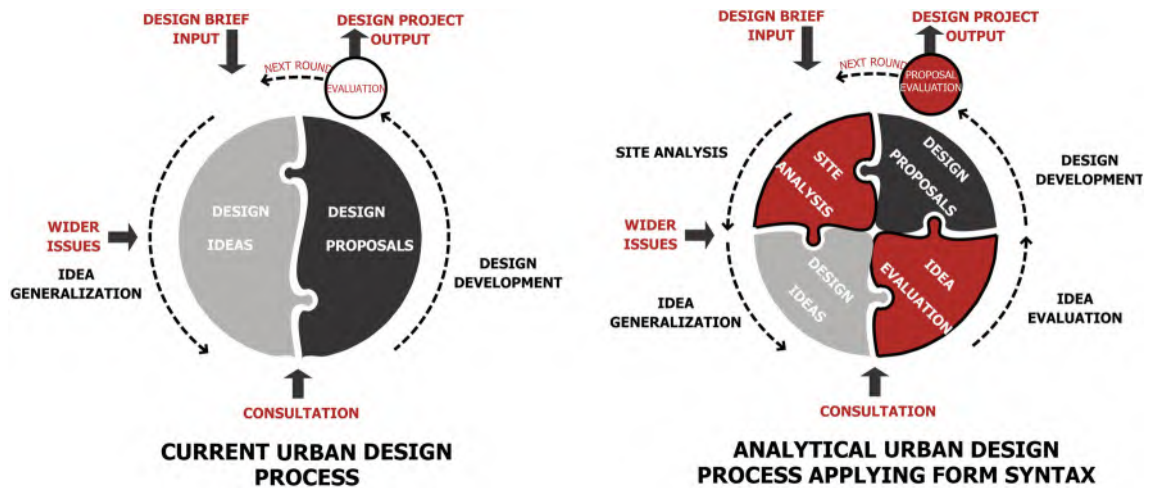 DESIGN BRIEF
INPUT
DESIGN PROJECT
OUTPUT
NEXT ROUND
EVALUATION
DESIGN
IDEAS
DESIGN
PROPOSALS
WIDER
ISSUES
IDEA
GENERALIZATION
DESIGN
DEVELOPMENT
CONSULTATION
CURRENT URBAN DESIGN
PROCESS
DESIGN BRIEF
INPUT
DESIGN PROJECT
OUTPUT
NEXT ROUND
PROPOSAL
EVALUATION
SITE ANALYSIS
SITE
ANALYSIS
DESIGN
PROPOSALS
DESIGN
DEVELOPMENT
WIDER
ISSUES
DESIGN
IDEAS
IDEA
EVALUATION
IDEA
GENERALIZATION
IDEA
EVALUATION
CONSULTATION
ANALYTICAL URBAN DESIGN
PROCESS APPLYING FORM SYNTAX